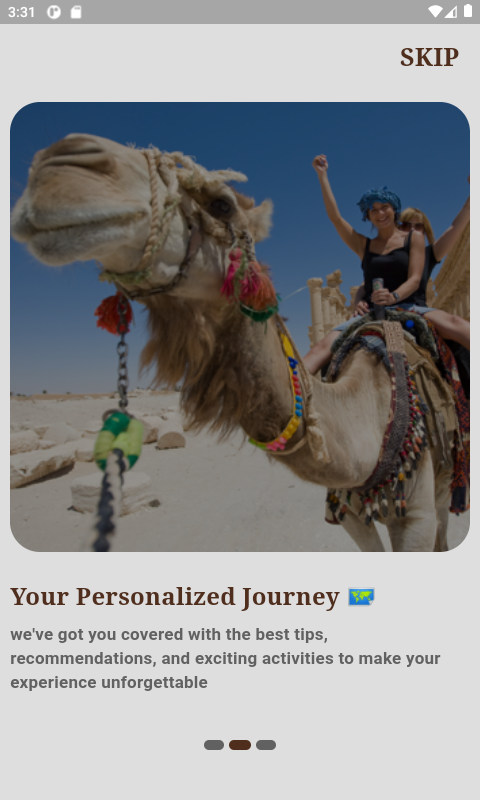 3:31
SKIP
Your Personalized Journey 🗺️
we've got you covered with the best tips,
recommendations, and exciting activities to make your
experience unforgettable